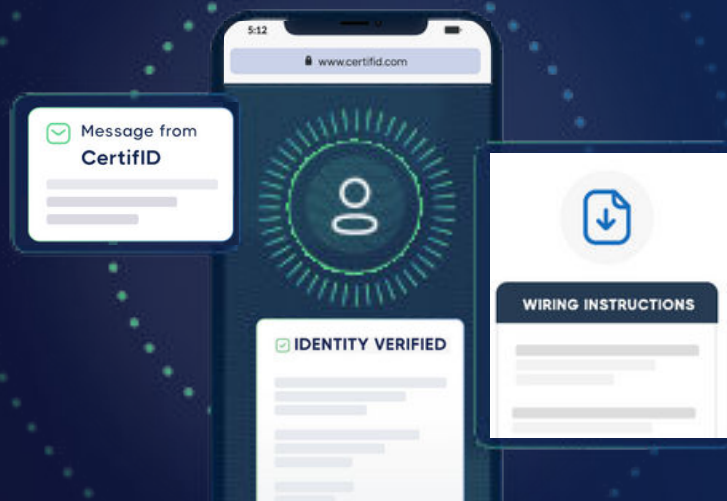 5:12
www.certifid.com
Message from
CertifID
IDENTITY VERIFIED
WIRING INSTRUCTIONS